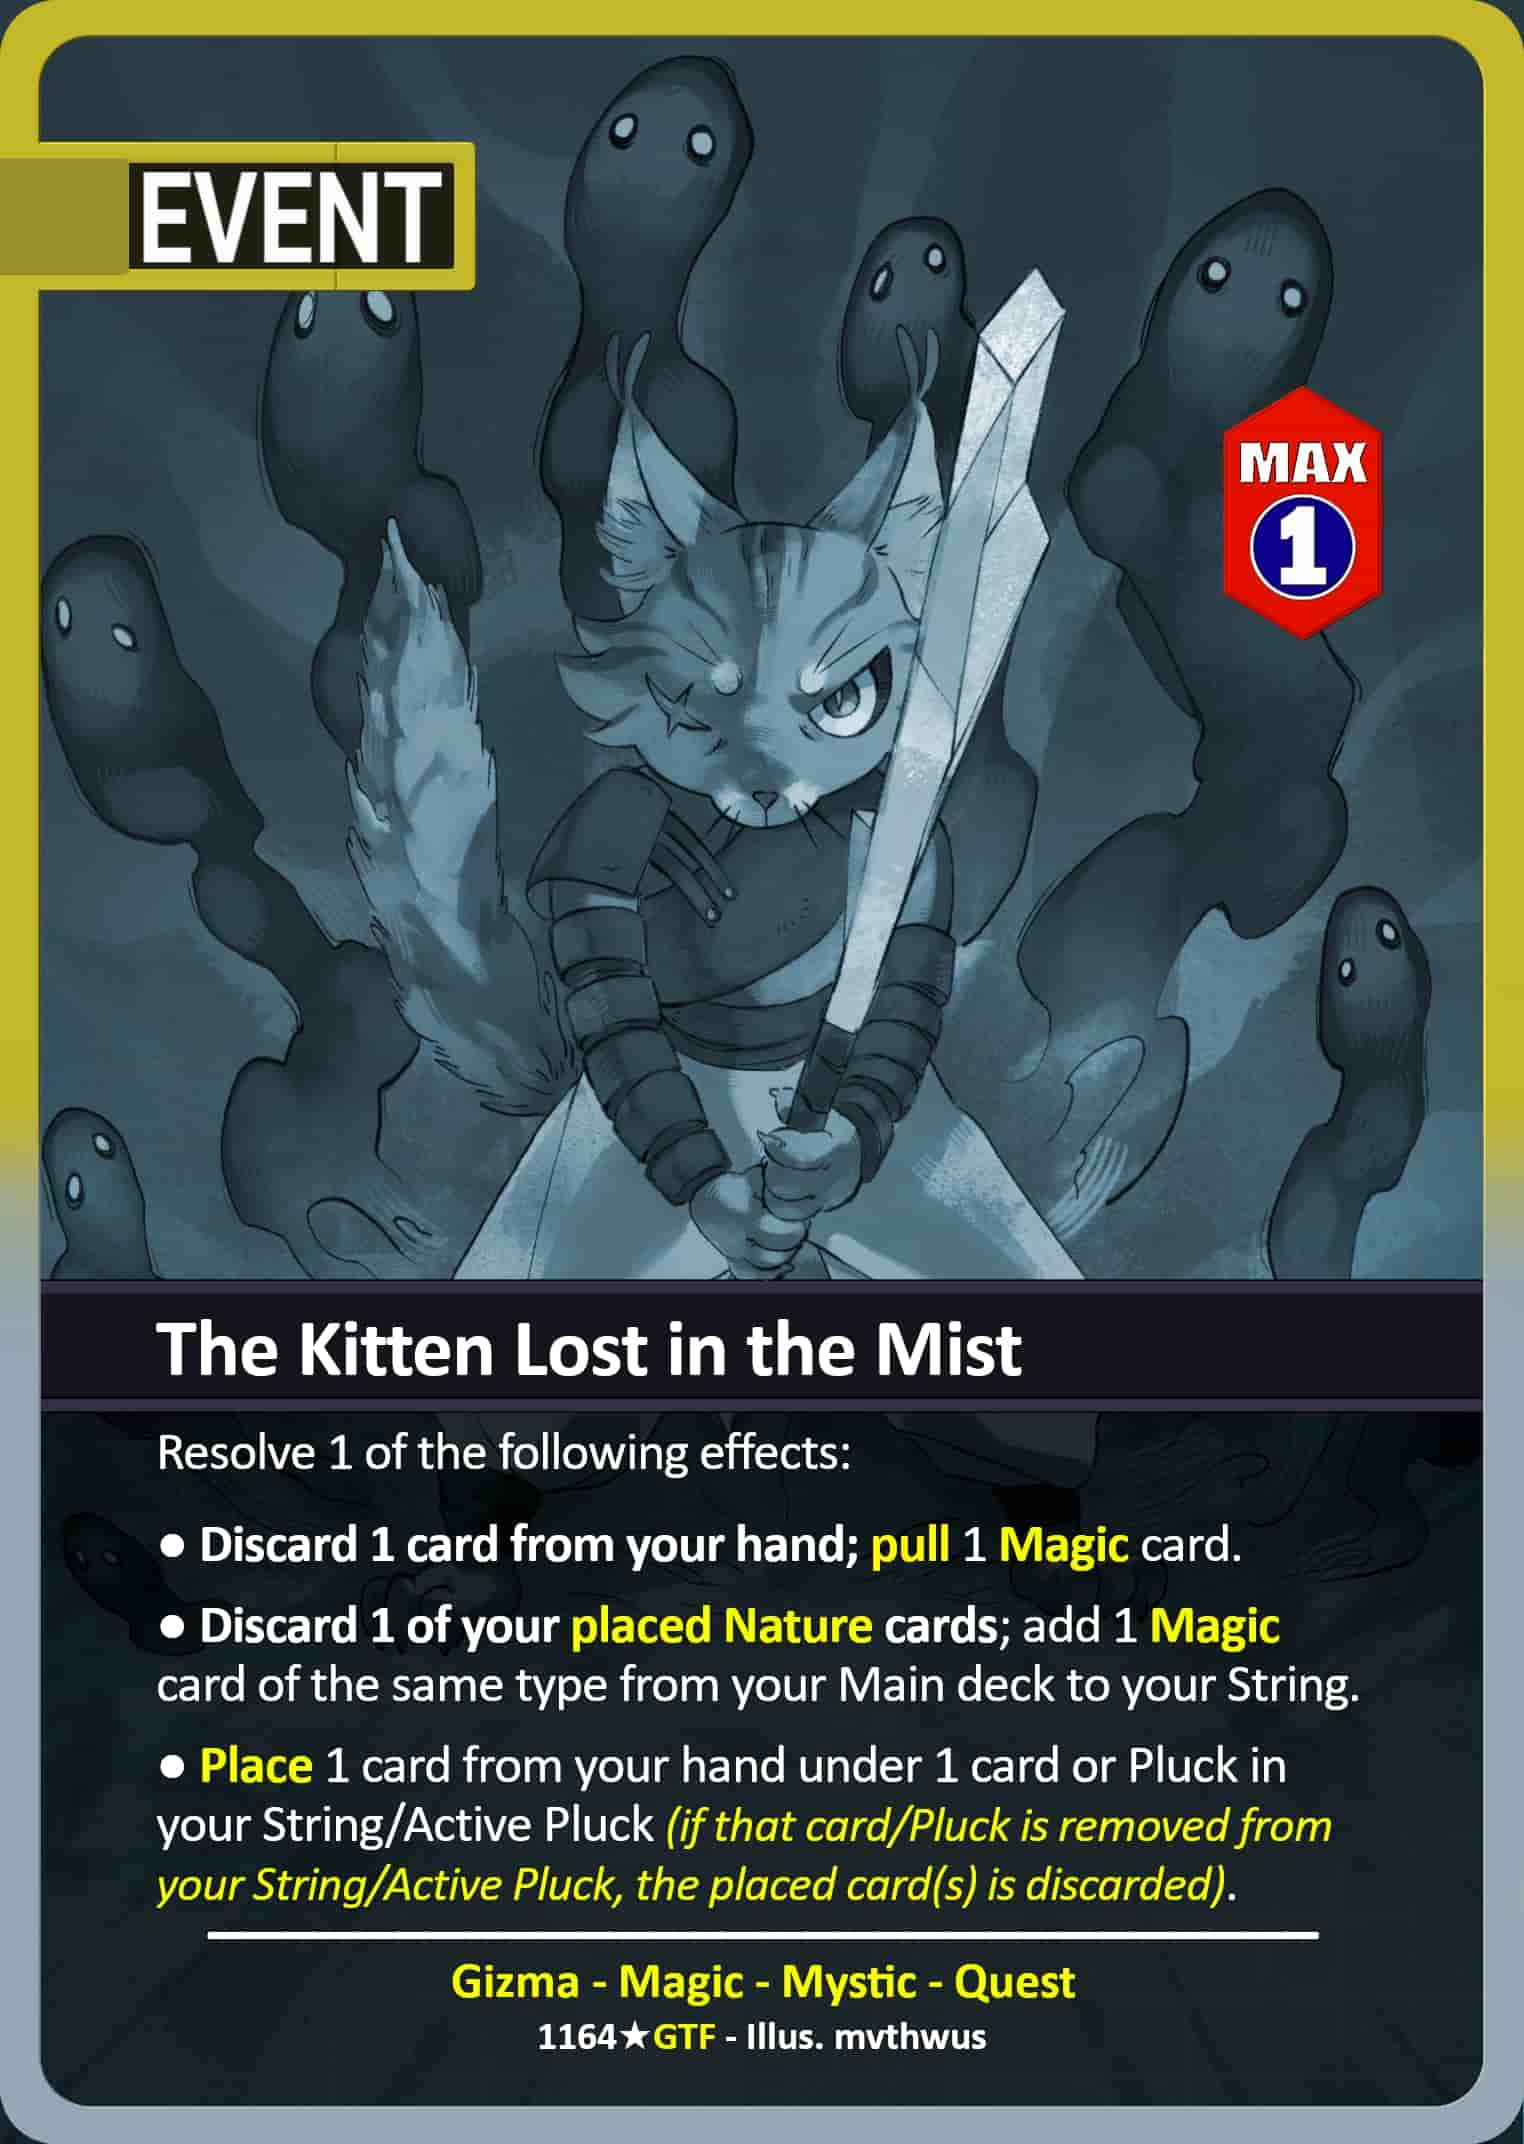 EVENT
MAX
1
The Kitten Lost in the Mist
Resolve 1 of the following effects:
● Discard 1 card from your hand; pull 1 Magic card.
● Discard 1 of your placed Nature cards; add 1 Magic
card of the same type from your Main deck to your String.
● Place 1 card from your hand under 1 card or Pluck in
your String/Active Pluck (if that card/Pluck is removed from
your String/Active Pluck, the placed card(s) is discarded).
Gizma - Magic - Mystic - Quest
1164★GTF - Illus. mvthwus